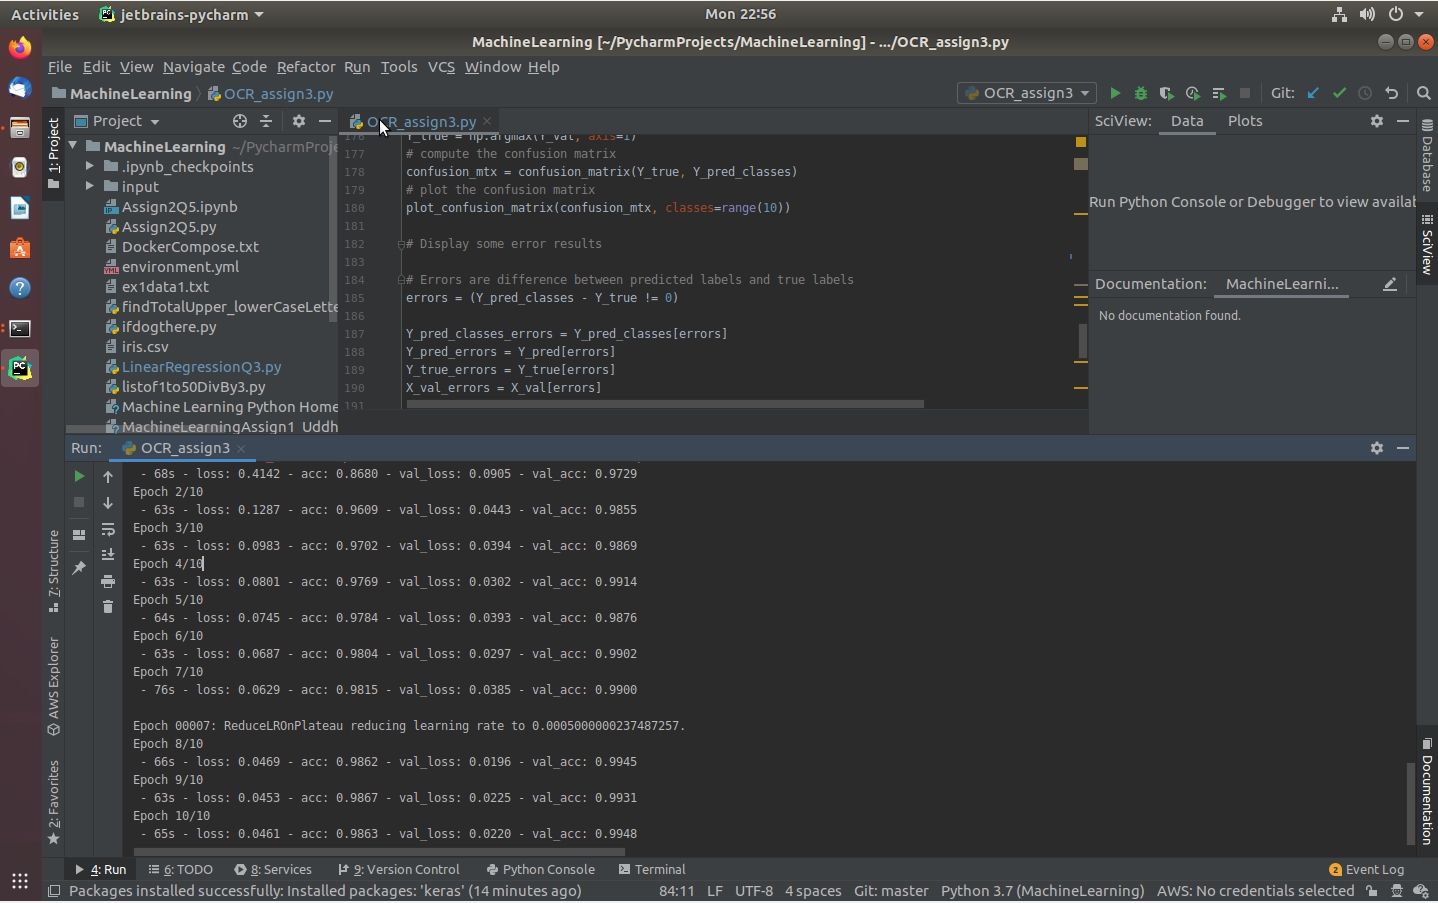 Activities
jetbrains-pycharm
Mon 22:56
MachineLearning [~/PycharmProjects/MachineLearning] - .../OCR_assign3.py
File Edit View Navigate Code Refactor Run Tools VCS Window Help
MachineLearning
OCR_assign3.py
OCR_assign3
Git:
1: Project
Project
MachineLearning ~/PycharmProje
.ipynb_checkpoints
input
Assign2Q5.ipynb
Assign2Q5.py
DockerCompose.txt
environment.yml
ex1data1.txt
findTotalUpper_lowerCaseLette
ifdogthere.py
iris.csv
LinearRegressionQ3.py
listof1to50DivBy3.py
Machine Learning Python Home
MachineLearningAssign1_Uddh
OCR_assign3.py
176 Y_true = np.argmax(Y_val, axis=1)
177 # compute the confusion matrix
178 confusion_mtx = confusion_matrix(Y_true, Y_pred_classes)
179 # plot the confusion matrix
180 plot_confusion_matrix(confusion_mtx, classes=range(10))
181
182 # Display some error results
183
184 # Errors are difference between predicted labels and true labels
185 errors = (Y_pred_classes - Y_true != 0)
186
187 Y_pred_classes_errors = Y_pred_classes[errors]
188 Y_pred_errors = Y_pred[errors]
189 Y_true_errors = Y_true[errors]
190 X_val_errors = X_val[errors]
191
SciView: Data Plots
Run Python Console or Debugger to view availab
Documentation: MachineLearni...
No documentation found.
Database
SciView
Documentation
Run: OCR_assign3
- 68s - loss: 0.4142 - acc: 0.8680 - val_loss: 0.0905 - val_acc: 0.9729
Epoch 2/10
- 63s - loss: 0.1287 - acc: 0.9609 - val_loss: 0.0443 - val_acc: 0.9855
Epoch 3/10
- 63s - loss: 0.0983 - acc: 0.9702 - val_loss: 0.0394 - val_acc: 0.9869
Epoch 4/10
- 63s - loss: 0.0801 - acc: 0.9769 - val_loss: 0.0302 - val_acc: 0.9914
Epoch 5/10
- 64s - loss: 0.0745 - acc: 0.9784 - val_loss: 0.0393 - val_acc: 0.9876
Epoch 6/10
- 63s - loss: 0.0687 - acc: 0.9804 - val_loss: 0.0297 - val_acc: 0.9902
Epoch 7/10
- 76s - loss: 0.0629 - acc: 0.9815 - val_loss: 0.0385 - val_acc: 0.9900
Epoch 00007: ReduceLROnPlateau reducing learning rate to 0.0005000000237487257.
Epoch 8/10
- 66s - loss: 0.0469 - acc: 0.9862 - val_loss: 0.0196 - val_acc: 0.9945
Epoch 9/10
- 63s - loss: 0.0453 - acc: 0.9867 - val_loss: 0.0225 - val_acc: 0.9931
Epoch 10/10
- 65s - loss: 0.0461 - acc: 0.9863 - val_loss: 0.0220 - val_acc: 0.9948
7: Structure
AWS Explorer
2: Favorites
4: Run 6: TODO 8: Services 9: Version Control Python Console Terminal 2 Event Log
Packages installed successfully: Installed packages: 'keras' (14 minutes ago) 84:11 LF UTF-8 4 spaces Git: master Python 3.7 (MachineLearning) AWS: No credentials selected